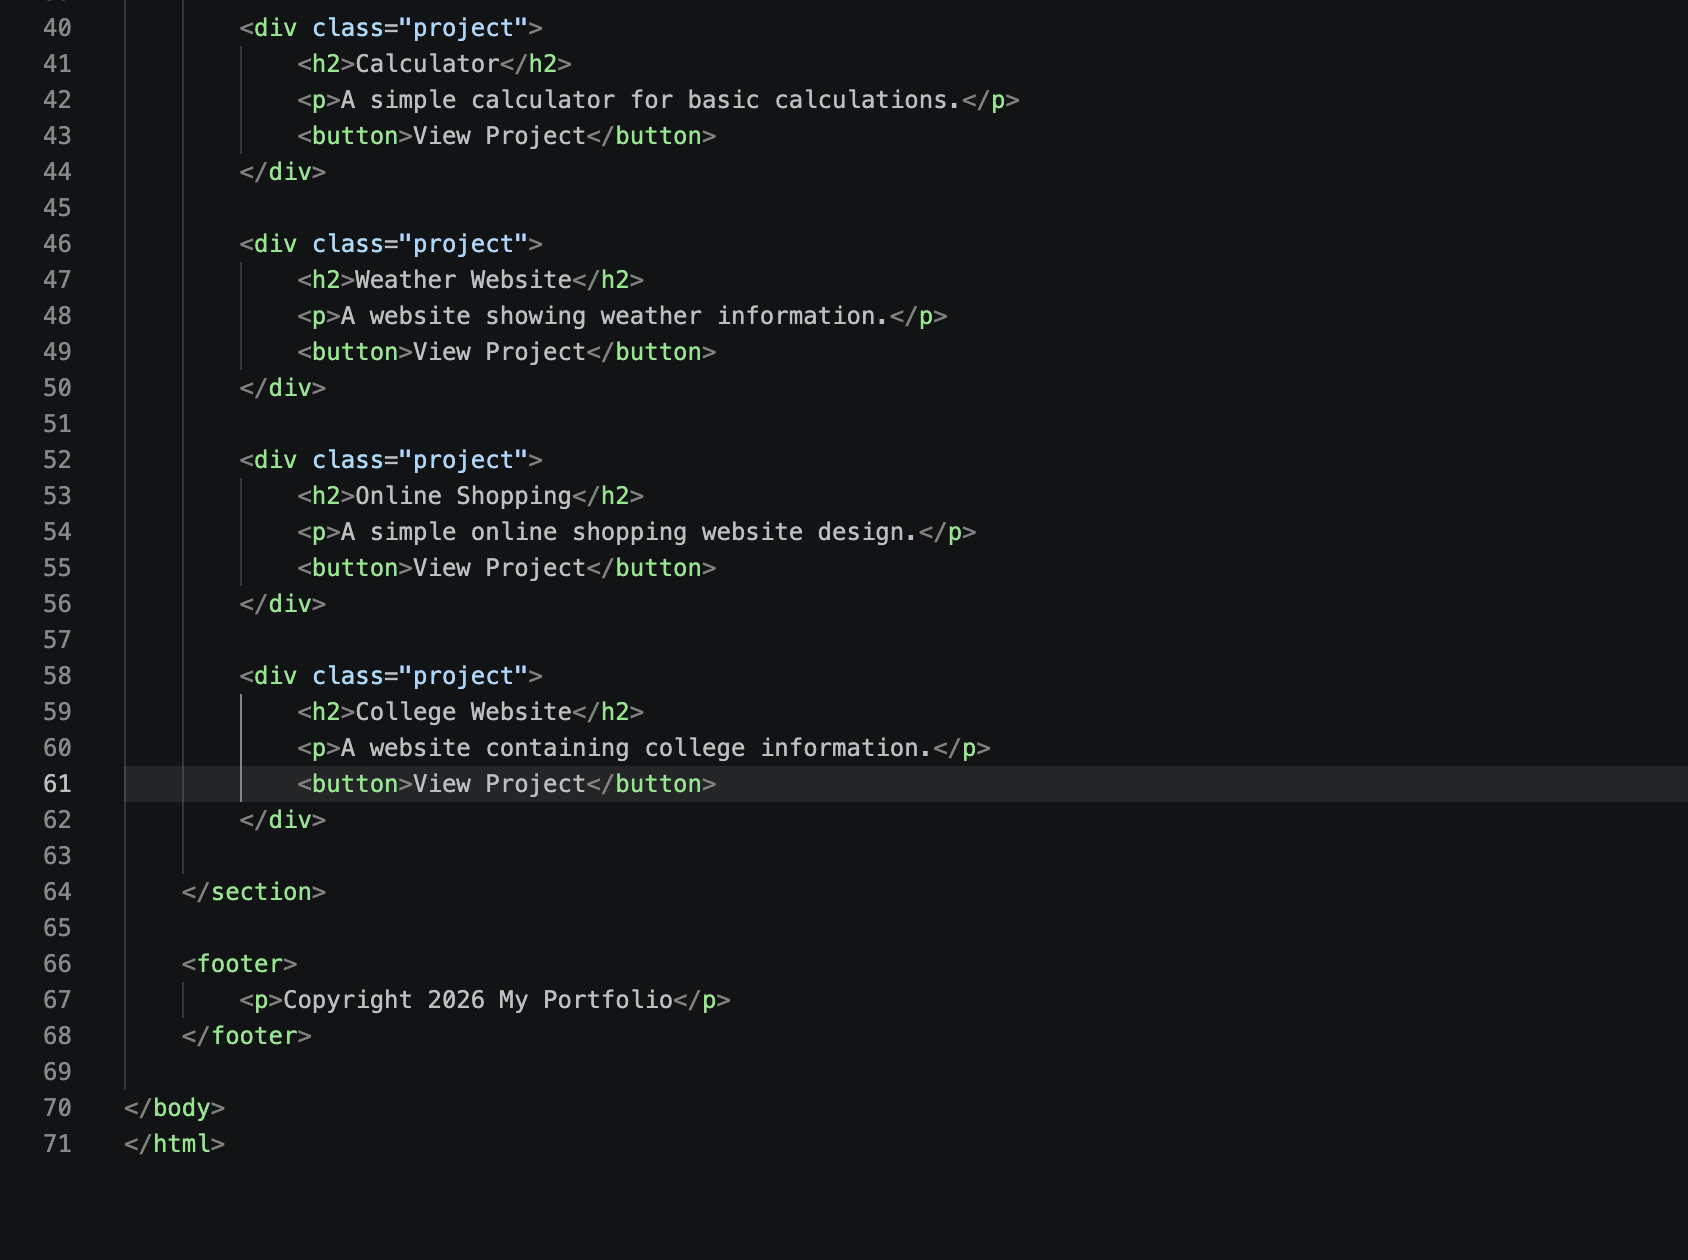 40 <div class="project">
41 <h2>Calculator</h2>
42 <p>A simple calculator for basic calculations.</p>
43 <button>View Project</button>
44 </div>
45
46 <div class="project">
47 <h2>Weather Website</h2>
48 <p>A website showing weather information.</p>
49 <button>View Project</button>
50 </div>
51
52 <div class="project">
53 <h2>Online Shopping</h2>
54 <p>A simple online shopping website design.</p>
55 <button>View Project</button>
56 </div>
57
58 <div class="project">
59 <h2>College Website</h2>
60 <p>A website containing college information.</p>
61 <button>View Project</button>
62 </div>
63
64 </section>
65
66 <footer>
67 <p>Copyright 2026 My Portfolio</p>
68 </footer>
69
70 </body>
71 </html>